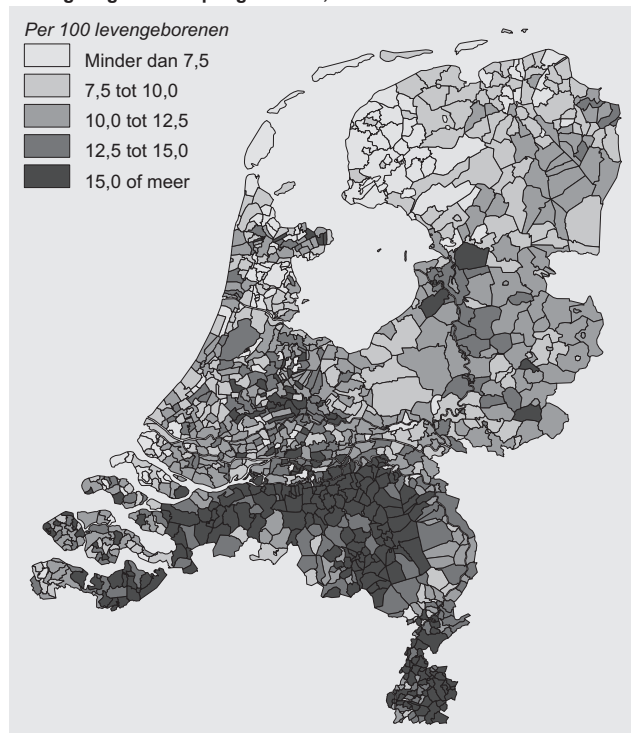 Per 100 levengeborenen
Minder dan 7,5
7,5 tot 10,0
10,0 tot 12,5
12,5 tot 15,0
15,0 of meer